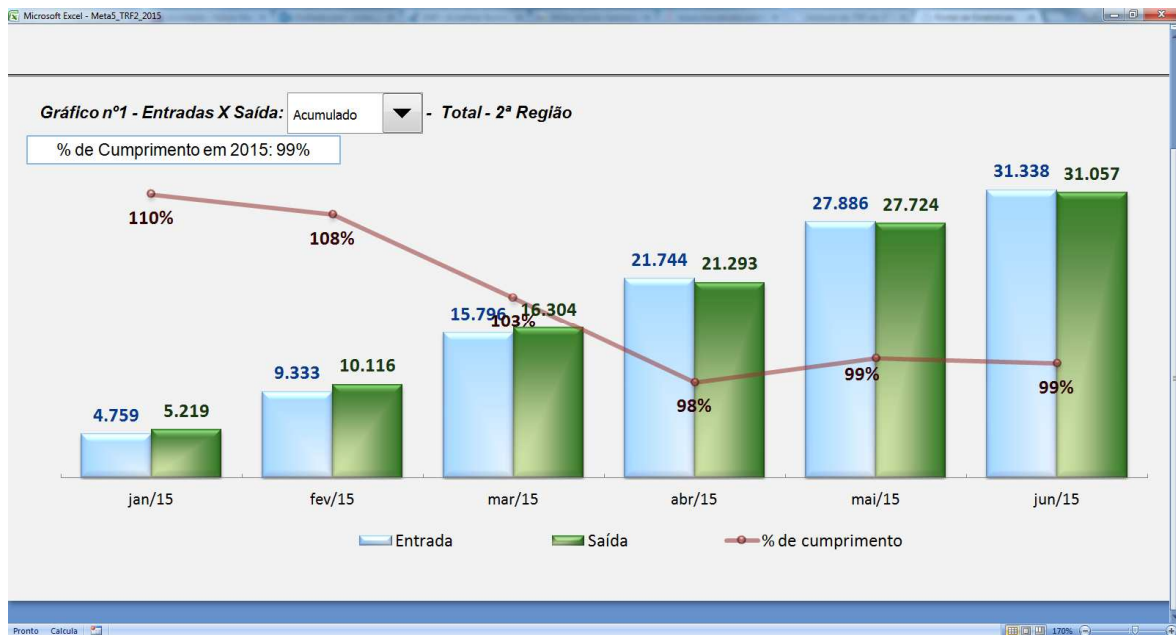 Microsoft Excel - Meta5_TRF2_2015
Gráfico nº1 - Entradas X Saída: Acumulado - Total - 2ª Região
% de Cumprimento em 2015: 99%
31.338 31.057
27.886 27.724
110%
108%
21.744 21.293
15.796 16.304
103%
9.333 10.116
99%
99%
98%
4.759 5.219
jan/15 fev/15 mar/15 abr/15 mai/15 jun/15
Entrada Saída % de cumprimento
Pronto Calcula 170%